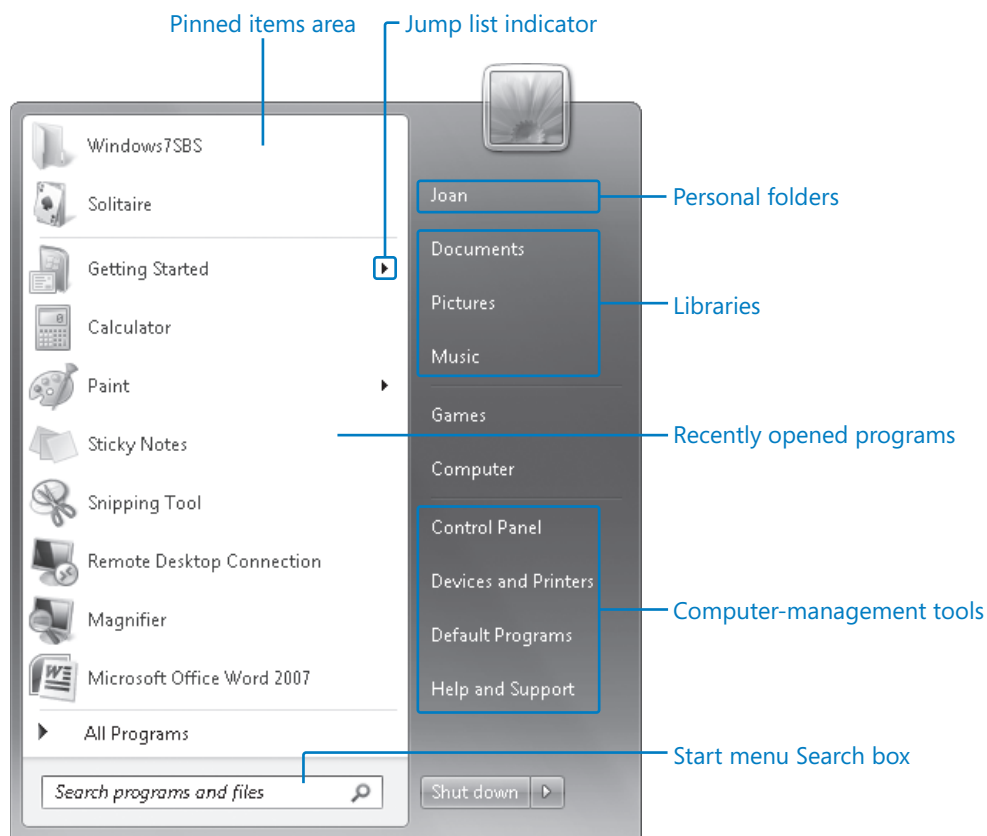 Pinned items area
Jump list indicator
Windows7SBS
Solitaire
Getting Started
Calculator
Paint
Sticky Notes
Snipping Tool
Remote Desktop Connection
Magnifier
Microsoft Office Word 2007
All Programs
Search programs and files
Joan
Documents
Pictures
Music
Games
Computer
Control Panel
Devices and Printers
Default Programs
Help and Support
Shut down
Personal folders
Libraries
Recently opened programs
Computer-management tools
Start menu Search box